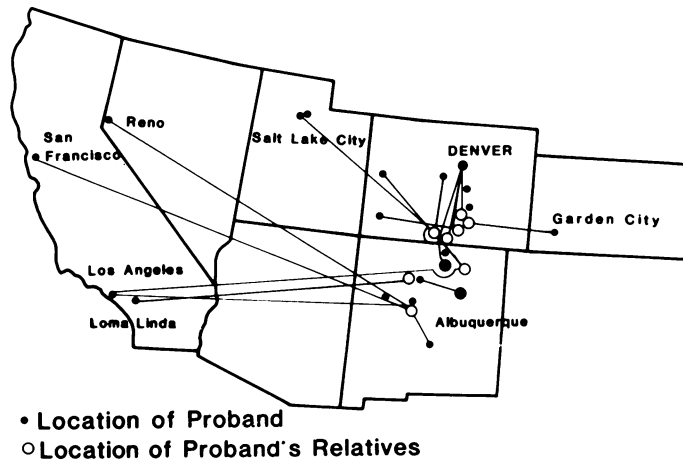 Reno
San
Francisco
Salt Lake City
DENVER
Garden City
Los Angeles
Loma Linda
Albuquerque
Location of Proband
Location of Proband's Relatives